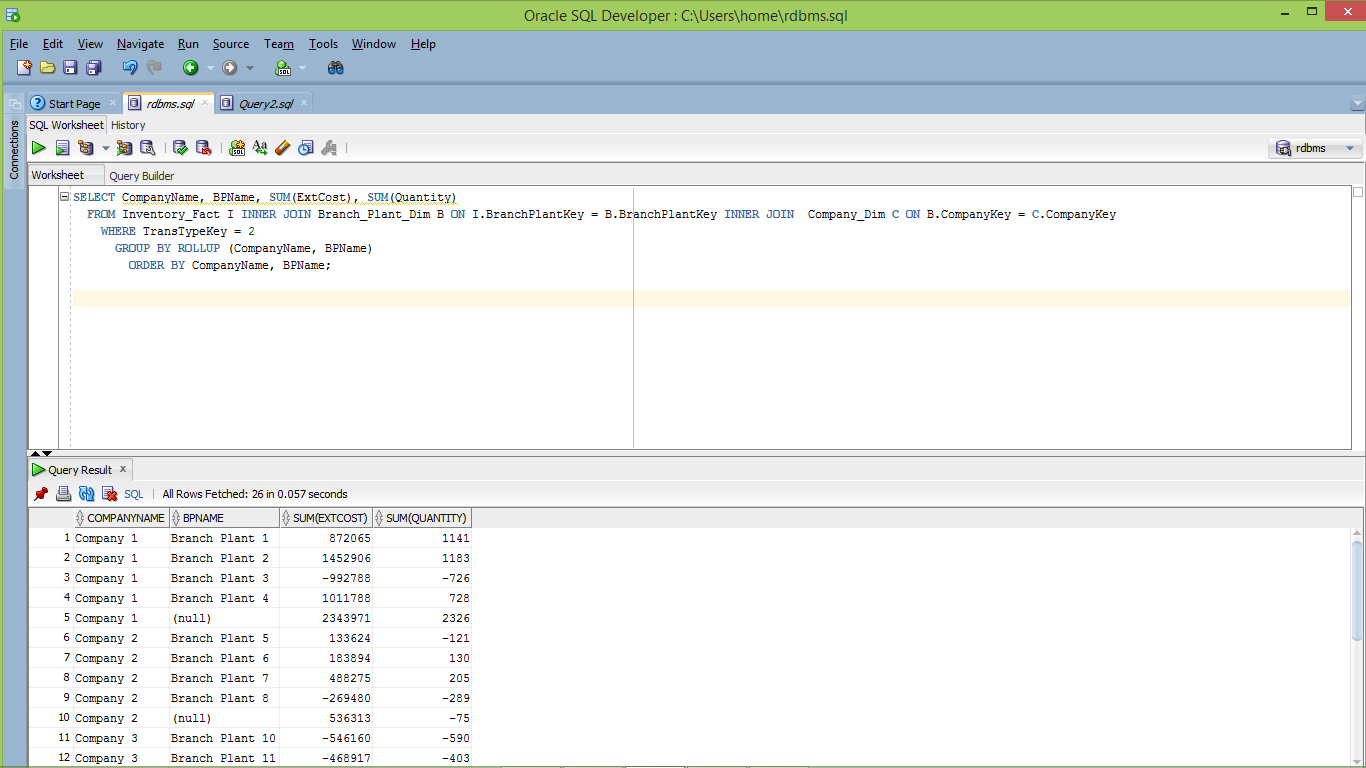 Oracle SQL Developer : C:\Users\home\rdbms.sql
File Edit View Navigate Run Source Team Tools Window Help
Start Page rdbms.sql Query2.sql
Connections
SQL Worksheet History
rdbms
Worksheet Query Builder
SELECT CompanyName, BPName, SUM(ExtCost), SUM(Quantity)
FROM Inventory_Fact I INNER JOIN Branch_Plant_Dim B ON I.BranchPlantKey = B.BranchPlantKey INNER JOIN Company_Dim C ON B.CompanyKey = C.CompanyKey
WHERE TransTypeKey = 2
GROUP BY ROLLUP (CompanyName, BPName)
ORDER BY CompanyName, BPName;
Query Result x
SQL | All Rows Fetched: 26 in 0.057 seconds
COMPANYNAME BPNAME SUM(EXTCOST) SUM(QUANTITY)
1 Company 1 Branch Plant 1 872065 1141
2 Company 1 Branch Plant 2 1452906 1183
3 Company 1 Branch Plant 3 -992788 -726
4 Company 1 Branch Plant 4 1011788 728
5 Company 1 (null) 2343971 2326
6 Company 2 Branch Plant 5 133624 -121
7 Company 2 Branch Plant 6 183894 130
8 Company 2 Branch Plant 7 488275 205
9 Company 2 Branch Plant 8 -269480 -289
10 Company 2 (null) 536313 -75
11 Company 3 Branch Plant 10 -546160 -590
12 Company 3 Branch Plant 11 -468917 -403